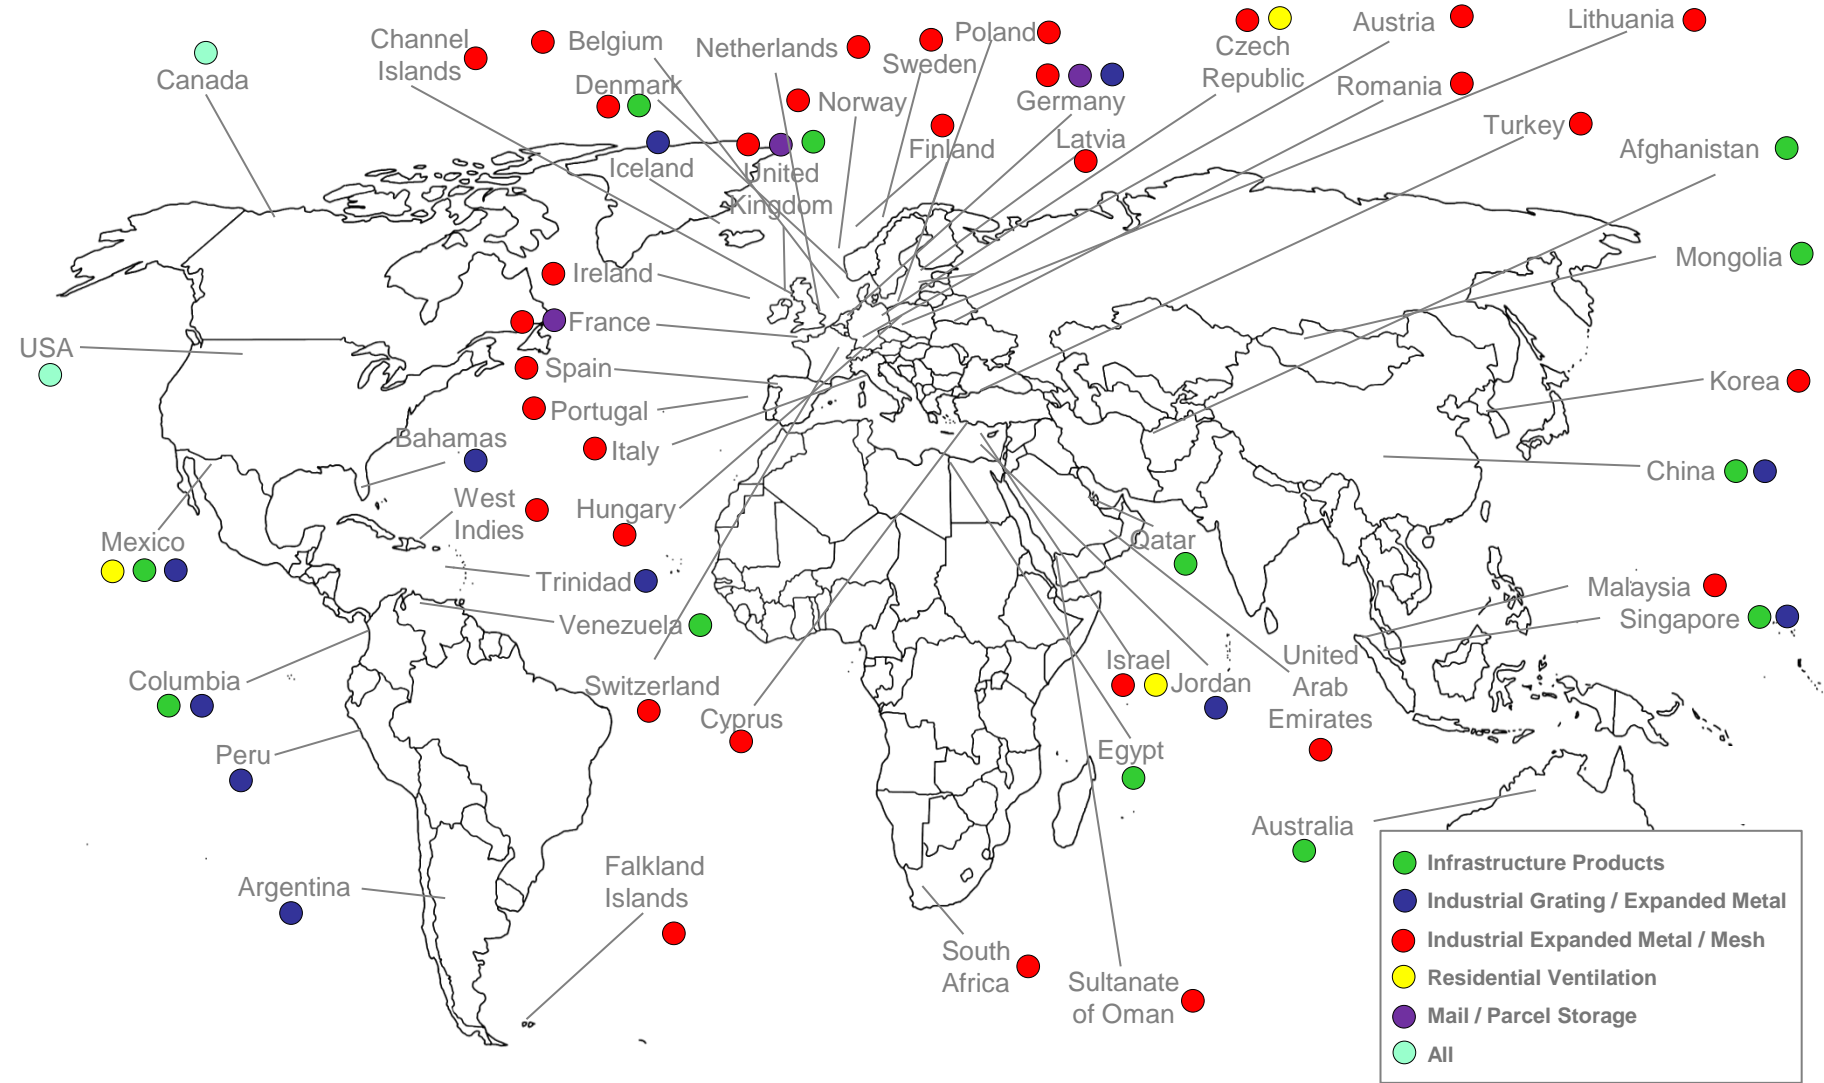 Channel
Islands
Belgium
Netherlands
Sweden
Poland
Czech
Republic
Austria
Lithuania
Canada
Denmark
Norway
Germany
Romania
Iceland
United
Kingdom
Finland
Latvia
Turkey
Afghanistan
Ireland
Mongolia
France
USA
Spain
Korea
Portugal
Bahamas
Italy
China
West
Indies
Hungary
Mexico
Qatar
Trinidad
Malaysia
Venezuela
Singapore
Columbia
Switzerland
Cyprus
Israel
Jordan
United
Arab
Emirates
Peru
Egypt
Australia
Argentina
Falkland
Islands
South
Africa
Sultanate
of Oman
Infrastructure Products
Industrial Grating / Expanded Metal
Industrial Expanded Metal / Mesh
Residential Ventilation
Mail / Parcel Storage
All